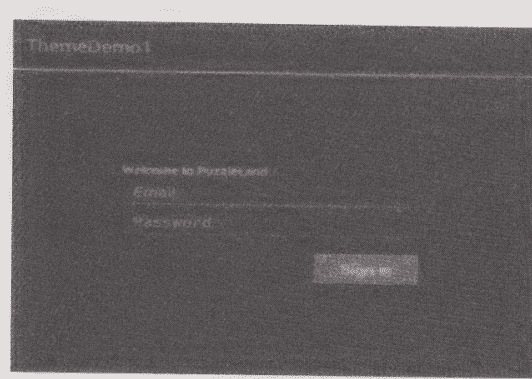 ThemeDemo1
Welcome to PuzzleLand
Email
Password
Sign in